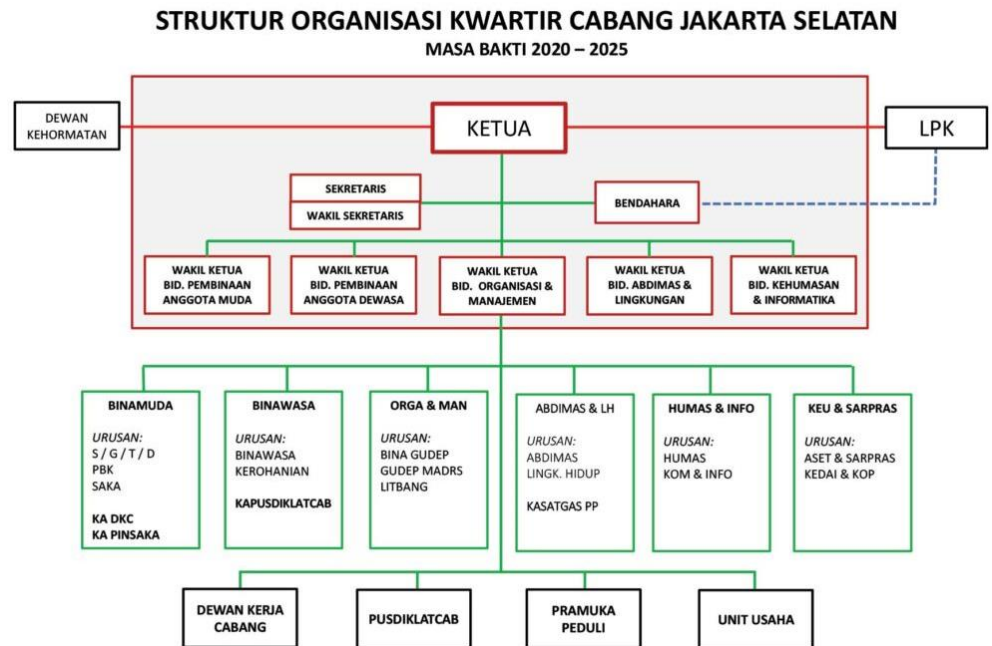 STRUKTUR ORGANISASI KWARTIR CABANG JAKARTA SELATAN
MASA BAKTI 2020 – 2025
DEWAN
KEHORMATAN
KETUA
LPK
SEKRETARIS
WAKIL SEKRETARIS
BENDAHARA
WAKIL KETUA
BID. PEMBINAAN
ANGGOTA MUDA
WAKIL KETUA
BID. PEMBINAAN
ANGGOTA DEWASA
WAKIL KETUA
BID. ORGANISASI &
MANAJEMEN
WAKIL KETUA
BID. ABDIMAS &
LINGKUNGAN
WAKIL KETUA
BID. KEHUMASAN
& INFORMATIKA
BINAMUDA
URUSAN:
S / G / T / D
PBK
SAKA
KA DKC
KA PINSAKA
BINAWASA
URUSAN:
BINAWASA
KEROHANIAN
KAPUSDIKLATCAB
ORGA & MAN
URUSAN:
BINA GUDEP
GUDEP MADRS
LITBANG
ABDIMAS & LH
URUSAN:
ABDIMAS
LINGK. HIDUP
KASATGAS PP
HUMAS & INFO
URUSAN:
HUMAS
KOM & INFO
KEU & SARPRAS
URUSAN:
ASET & SARPRAS
KEDAI & KOP
DEWAN KERJA
CABANG
PUSDIKLATCAB
PRAMUKA
PEDULI
UNIT USAHA